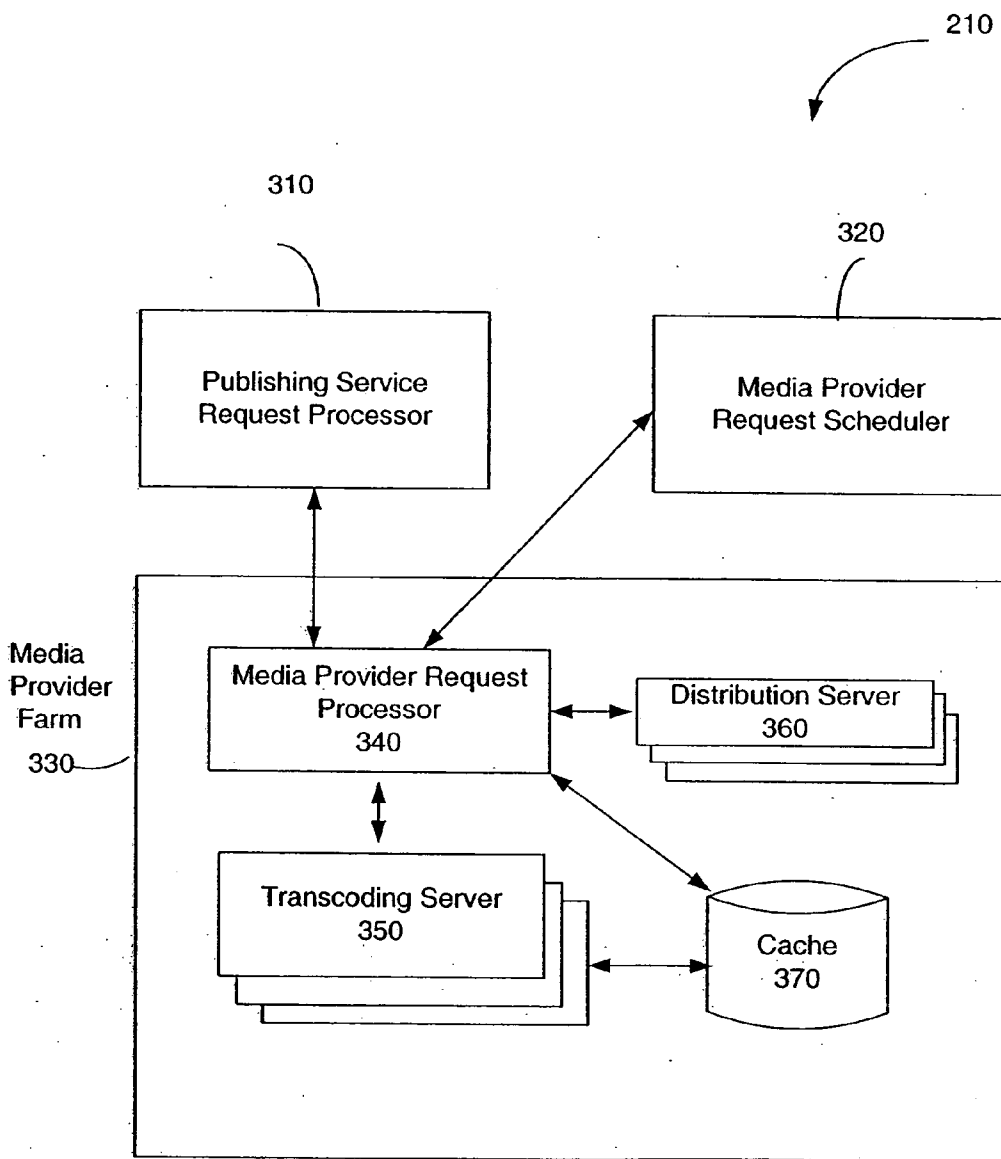 210
310
320
Publishing Service
Request Processor
Media Provider
Request Scheduler
Media
Provider
Farm
330
Media Provider Request
Processor
340
Distribution Server
360
Transcoding Server
350
Cache
370